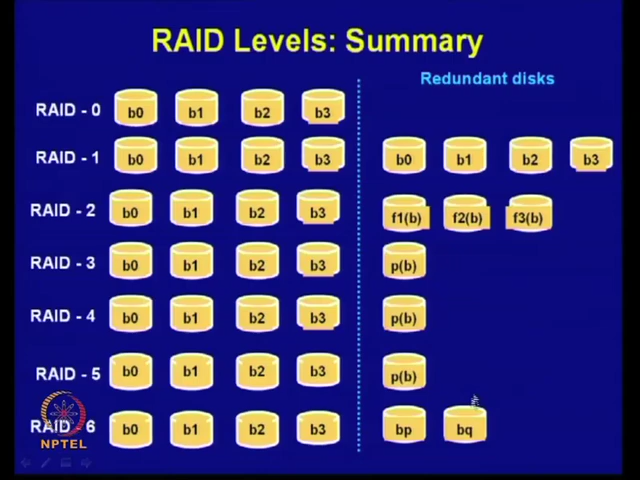 RAID Levels: Summary
Redundant disks
RAID - 0 b0 b1 b2 b3
RAID - 1 b0 b1 b2 b3 b0 b1 b2 b3
RAID - 2 b0 b1 b2 b3 f1(b) f2(b) f3(b)
RAID - 3 b0 b1 b2 b3 p(b)
RAID - 4 b0 b1 b2 b3 p(b)
RAID - 5 b0 b1 b2 b3 p(b)
RAID - 6 b0 b1 b2 b3 bp bq
NPTEL